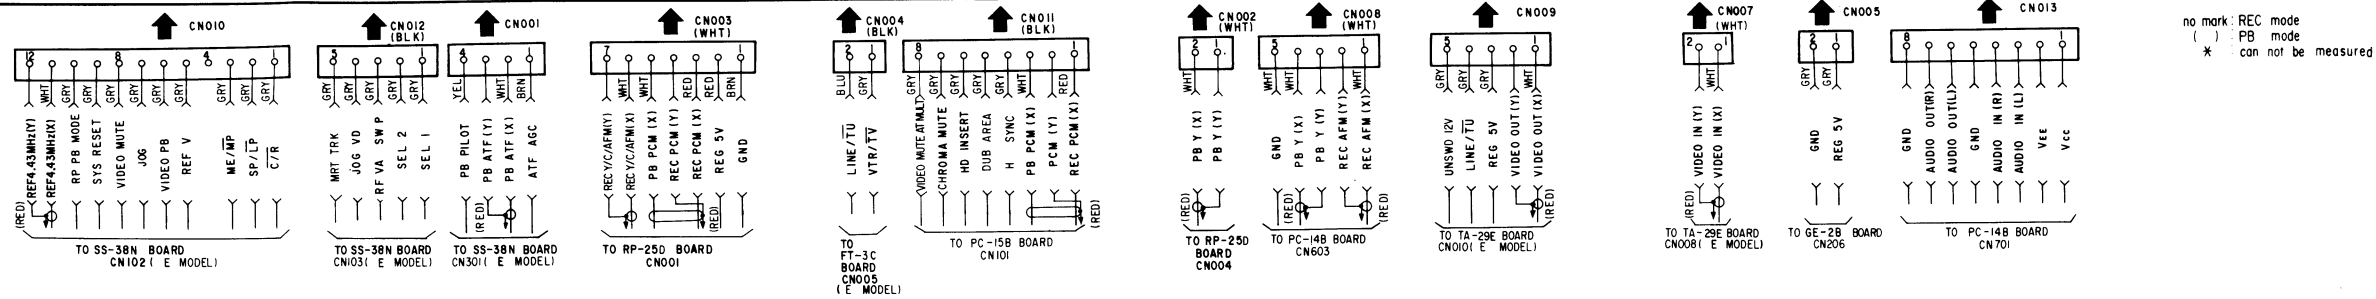 CN010
12 8 4 1
GRY WHT GRY GRY GRY GRY GRY GRY GRY GRY GRY
REF4.43MHz(Y)
REF4.43MHz(X)
RP PB MODE
SYS RESET
VIDEO MUTE
JOG
VIDEO PB
REF V
ME/MP
SP/LP
C/R
(RED)
TO SS-38N BOARD
CN102( E MODEL)
CN012
(BLK)
5 1
GRY GRY GRY GRY GRY
MRT TRK
JOG VD
RF VA SWP
SEL 2
SEL 1
TO SS-38N BOARD
CN103( E MODEL)
CN001
4 1
YEL GRY WHT BRN
PB PILOT
PB ATF(Y)
PB ATF(X)
ATF AGC
(RED)
TO SS-38N BOARD
CN301( E MODEL)
CN003
(WHT)
7 1
GRY WHT WHT RED RED BRN
REC Y/C/AFM(Y)
REC Y/C/AFM(X)
PB PCM (X)
REC PCM(Y)
REC PCM(X)
REG 5V
GND
(RED)
TO RP-25D BOARD
CN001
CN004
(BLK)
2 1
BLU GRY
LINE/TU
VTR/TV
TO
FT-3C
BOARD
CN005
( E MODEL)
CN011
(BLK)
8 1
GRY GRY GRY GRY GRY WHT RED
VIDEO MUTE AT MULTI
CHROMA MUTE
HD INSERT
DUB AREA
H SYNC
PB PCM(X)
PCM (Y)
REC PCM(X)
(RED)
TO PC-15B BOARD
CN101
CN002
(WHT)
2 1
WHT
PB Y (X)
PB Y (Y)
(RED)
TO RP-25D
BOARD
CN004
CN008
(WHT)
5 1
WHT WHT GRY WHT
GND
PB Y (X)
PB Y (Y)
REC AFM(Y)
REC AFM(X)
(RED) (RED)
TO PC-14B BOARD
CN603
CN009
5 1
GRY GRY GRY GRY WHT
UNSWD 12V
LINE/TU
REG 5V
VIDEO OUT(Y)
VIDEO OUT(X)
(RED)
TO TA-29E BOARD
CN010( E MODEL)
CN007
(WHT)
2 1
WHT
VIDEO IN(Y)
VIDEO IN(X)
(RED)
TO TA-29E BOARD
CN008( E MODEL)
CN005
2 1
GRY GRY
GND
REG 5V
TO GE-2B BOARD
CN206
CN013
8 1
GND
AUDIO OUT(R)
AUDIO OUT(L)
GND
AUDIO IN (R)
AUDIO IN (L)
VEE
VCC
TO PC-14B BOARD
CN701
no mark : REC mode
( ) : PB mode
* : can not be measured